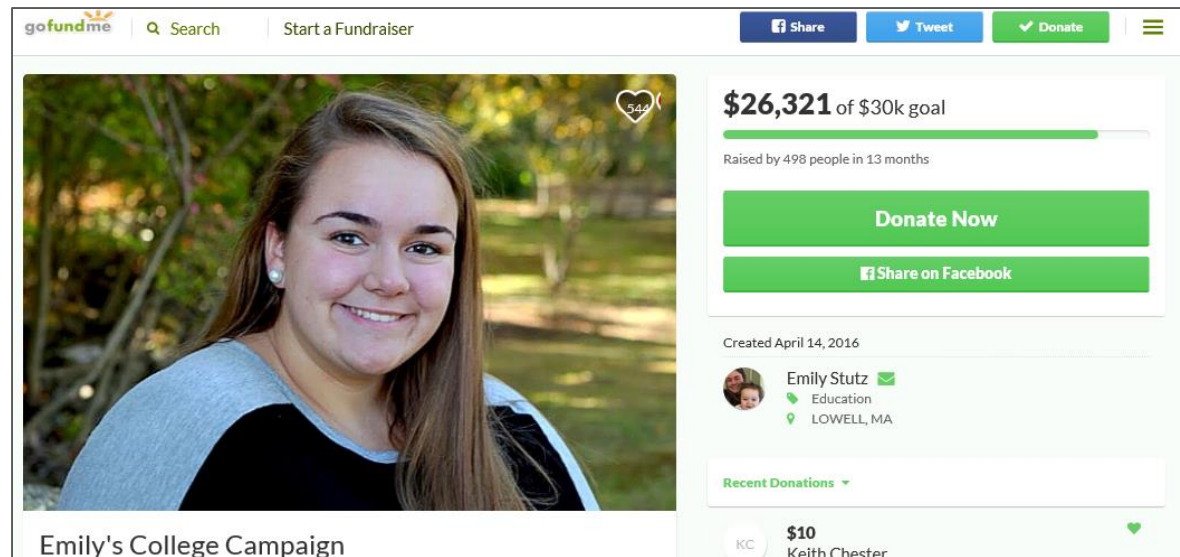 gofundme Search Start a Fundraiser Share Tweet Donate
544
$26,321 of $30k goal
Raised by 498 people in 13 months
Donate Now
Share on Facebook
Created April 14, 2016
Emily Stutz
Education
LOWELL, MA
Recent Donations
KC $10
Keith Chester
Emily's College Campaign